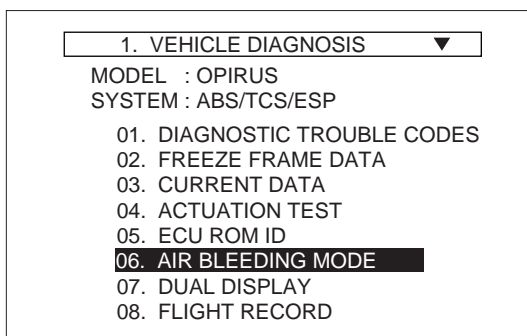 1. VEHICLE DIAGNOSIS ▼
MODEL : OPIRUS
SYSTEM : ABS/TCS/ESP
01. DIAGNOSTIC TROUBLE CODES
02. FREEZE FRAME DATA
03. CURRENT DATA
04. ACTUATION TEST
05. ECU ROM ID
06. AIR BLEEDING MODE
07. DUAL DISPLAY
08. FLIGHT RECORD